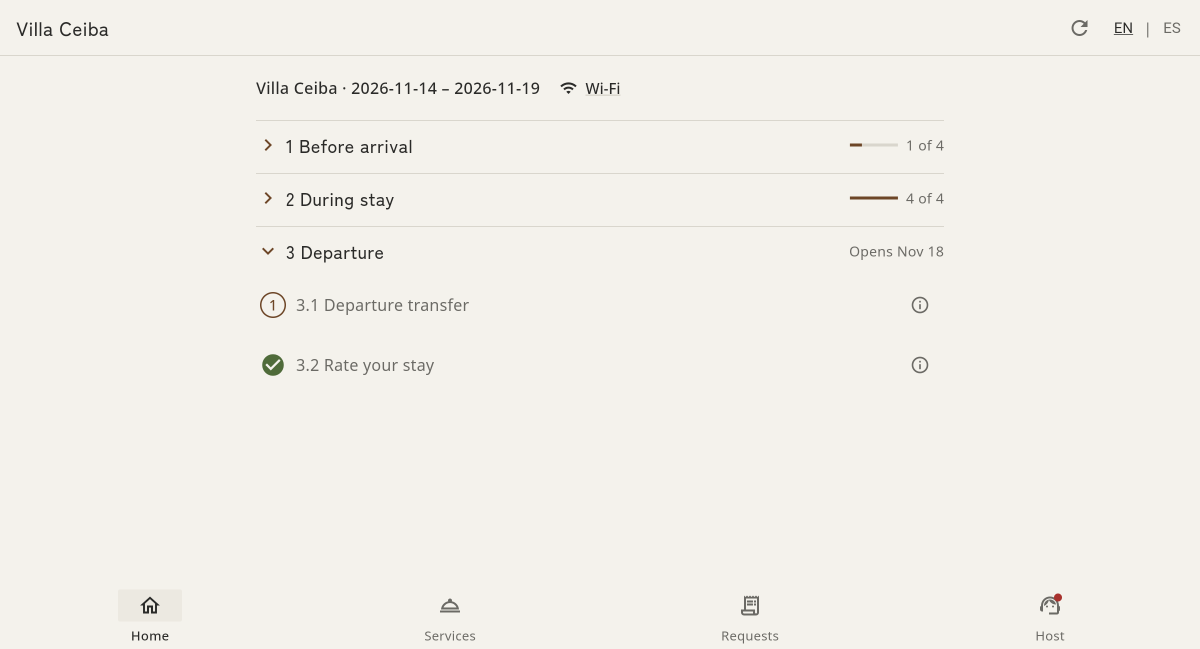 Villa Ceiba
EN | ES
Villa Ceiba · 2026-11-14 – 2026-11-19 Wi-Fi
1 Before arrival 1 of 4
2 During stay 4 of 4
3 Departure Opens Nov 18
1 3.1 Departure transfer
3.2 Rate your stay
Home Services Requests Host